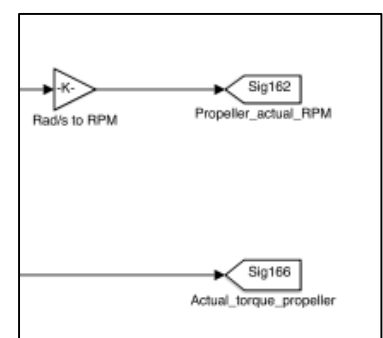 -K-
Sig162
Rad/s to RPM
Propeller_actual_RPM
Sig166
Actual_torque_propeller